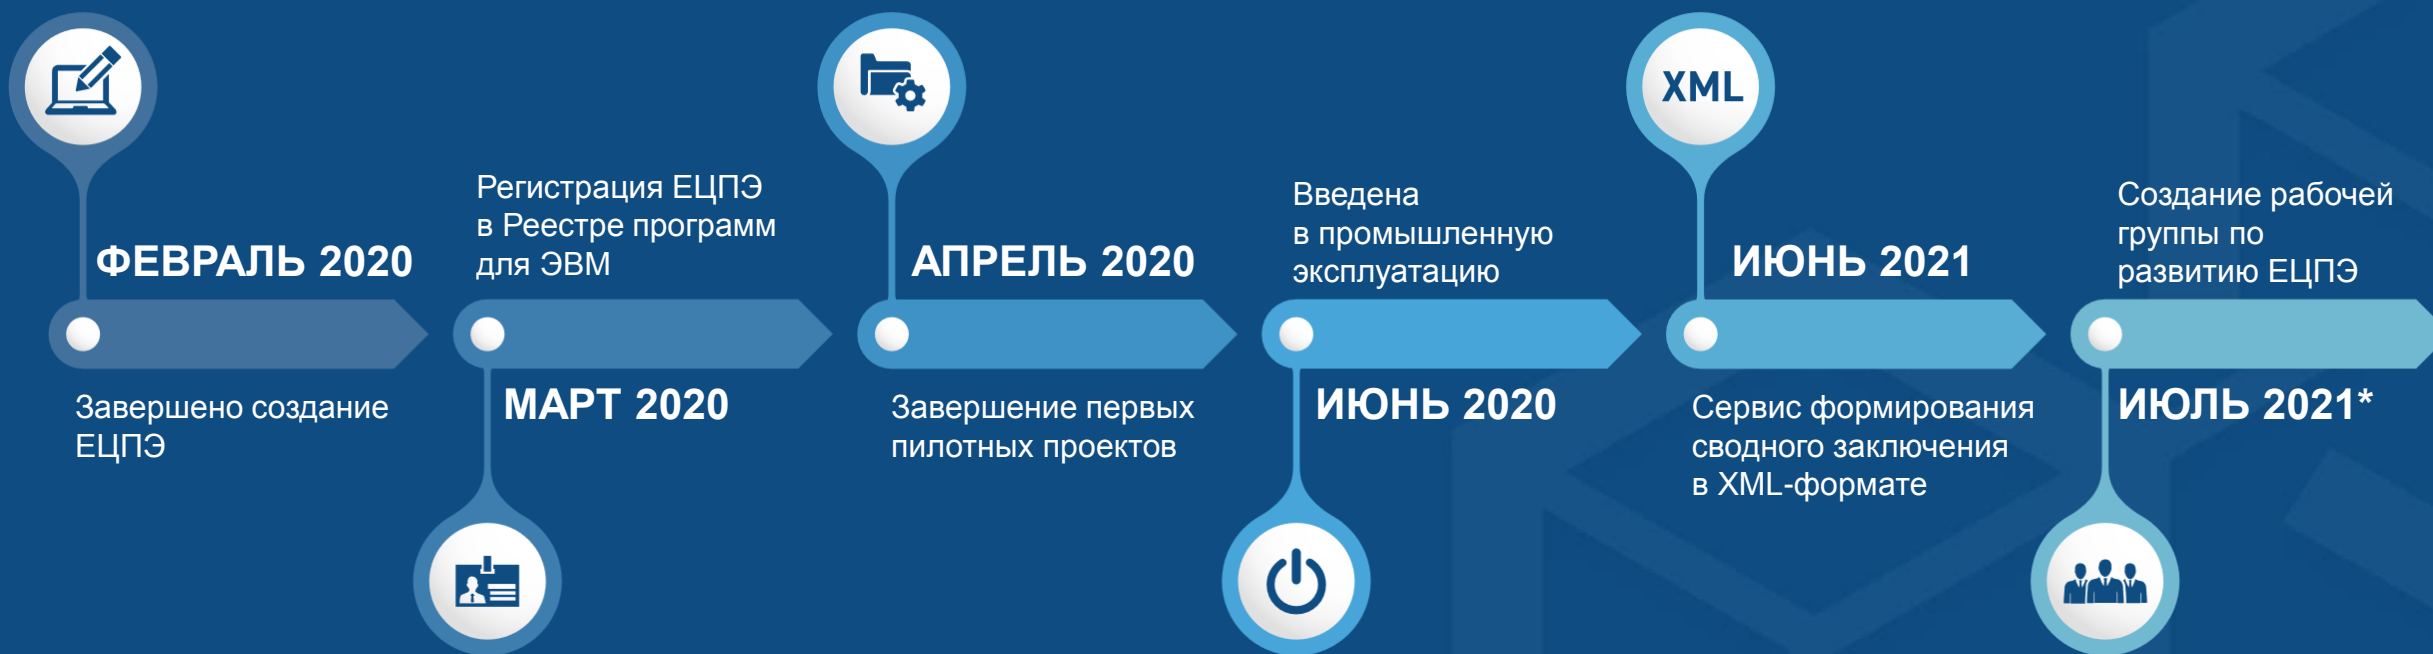 ФЕВРАЛЬ 2020
Завершено создание
ЕЦПЭ
Регистрация ЕЦПЭ
в Реестре программ
для ЭВМ
МАРТ 2020
АПРЕЛЬ 2020
Завершение первых
пилотных проектов
Введена
в промышленную
эксплуатацию
ИЮНЬ 2020
XML
ИЮНЬ 2021
Сервис формирования
сводного заключения
в XML-формате
Создание рабочей
группы по
развитию ЕЦПЭ
ИЮЛЬ 2021*